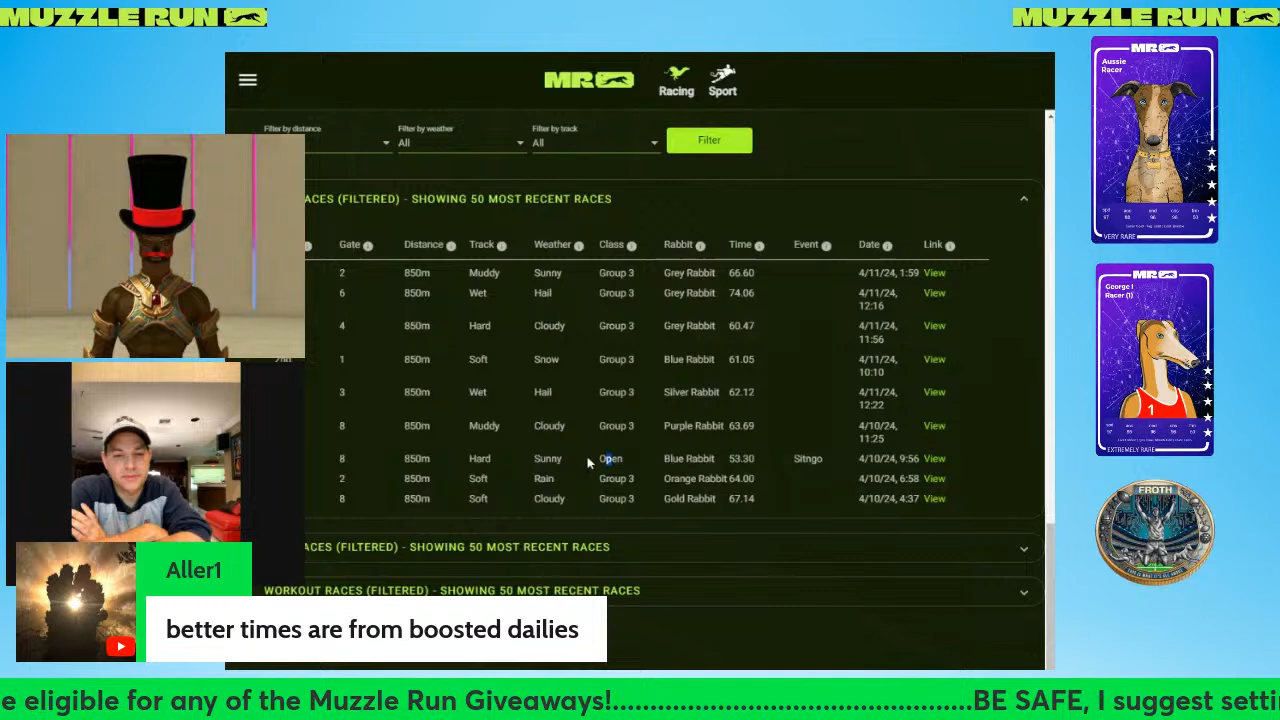 MUZZLE RUN
MUZZLE RUN
MR
Racing
Sport
Filter by distance
Filter by weather
All
Filter by track
All
Filter
ACES (FILTERED) - SHOWING 50 MOST RECENT RACES
Gate Distance Track Weather Class Rabbit Time Event Date Link
2 850m Muddy Sunny Group 3 Grey Rabbit 66.60 4/11/24, 1:59 View
6 850m Wet Hail Group 3 Grey Rabbit 74.06 4/11/24, 12:16 View
4 850m Hard Cloudy Group 3 Grey Rabbit 60.47 4/11/24, 11:56 View
1 850m Soft Snow Group 3 Blue Rabbit 61.05 4/11/24, 10:10 View
3 850m Wet Hail Group 3 Silver Rabbit 62.12 4/11/24, 12:22 View
8 850m Muddy Cloudy Group 3 Purple Rabbit 63.69 4/10/24, 11:25 View
8 850m Hard Sunny Open Blue Rabbit 53.30 Sitngo 4/10/24, 9:56 View
2 850m Soft Rain Group 3 Orange Rabbit 64.00 4/10/24, 6:58 View
8 850m Soft Cloudy Group 3 Gold Rabbit 67.14 4/10/24, 4:37 View
ACES (FILTERED) - SHOWING 50 MOST RECENT RACES
WORKOUT RACES (FILTERED) - SHOWING 50 MOST RECENT RACES
MR
Aussie
Racer
VERY RARE
MR
George I
Racer (1)
1
EXTREMELY RARE
FROTH
Aller1
better times are from boosted dailies
e eligible for any of the Muzzle Run Giveaways!................................................BE SAFE, I suggest setti